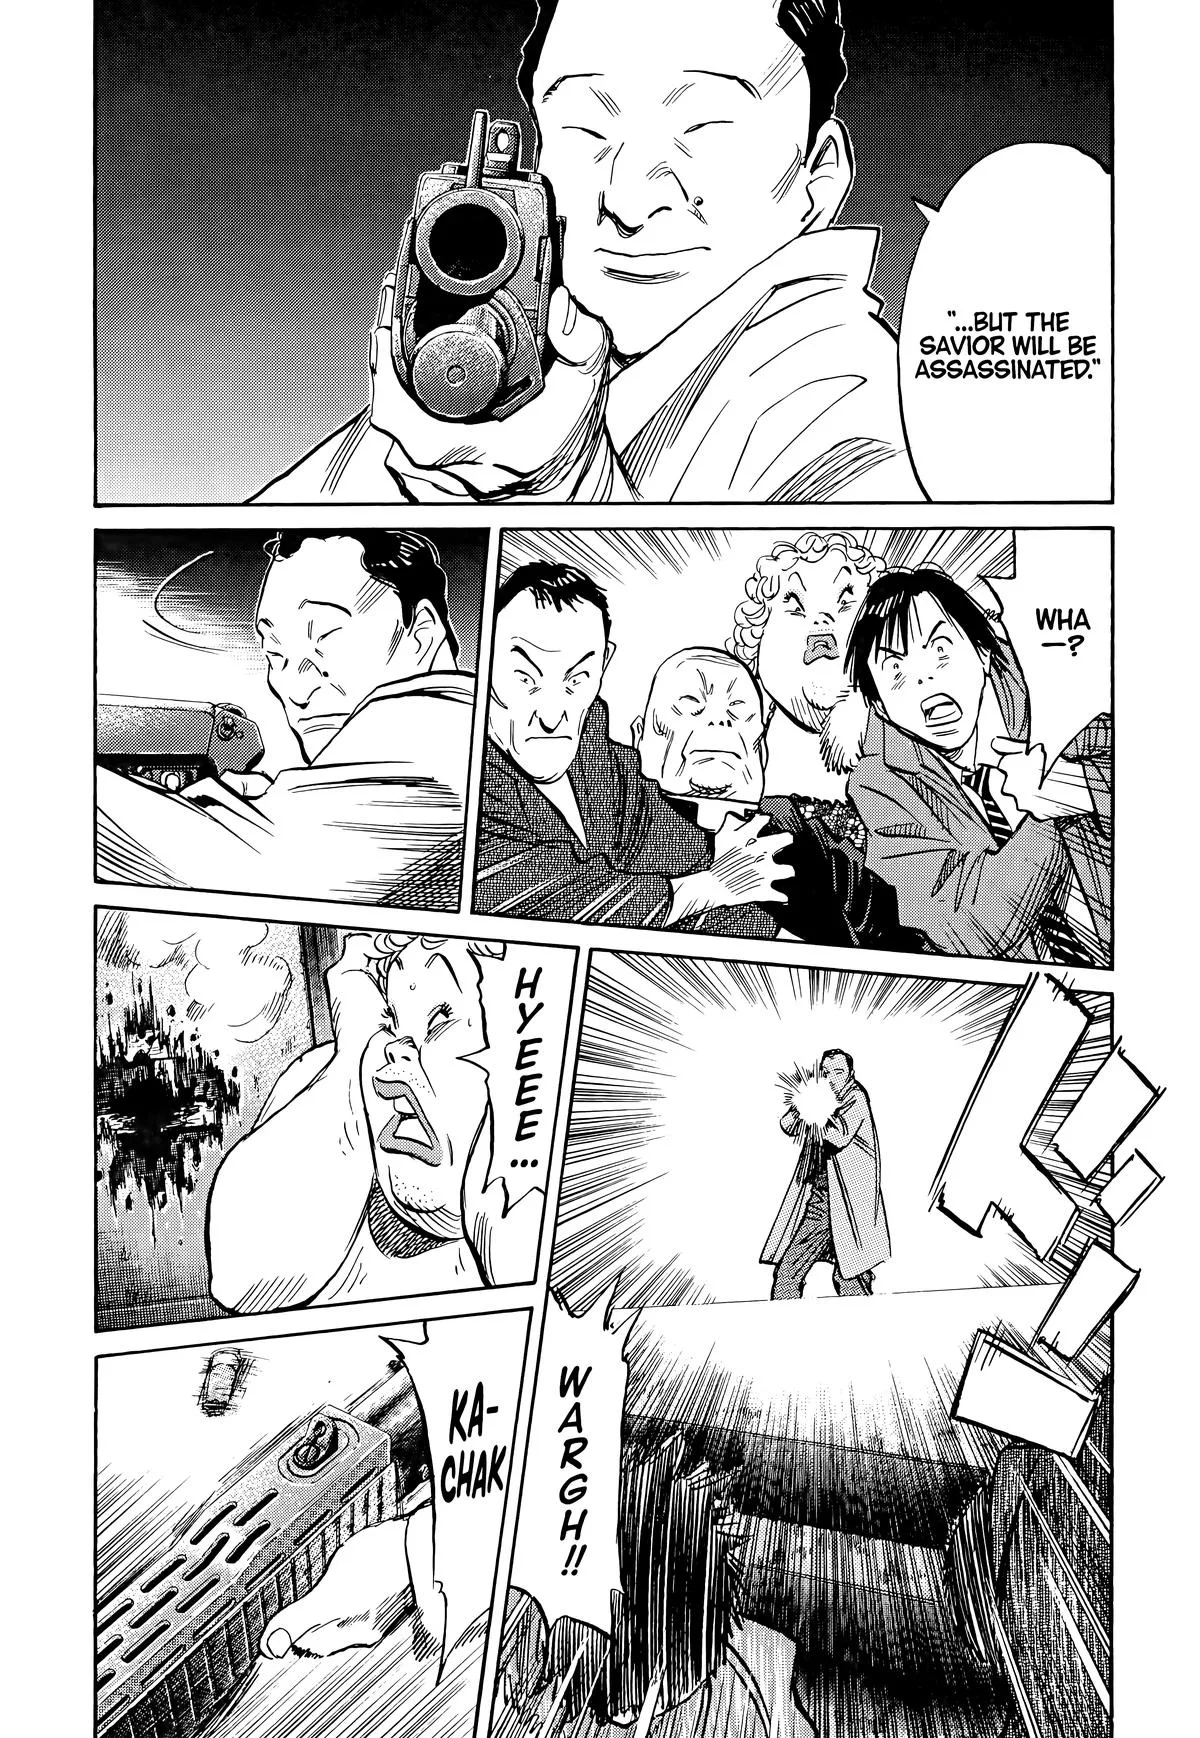 "...BUT THE
SAVIOR WILL BE
ASSASSINATED."
WHA
—?
HYEEE...
WARGH!!
KA-
CHAK